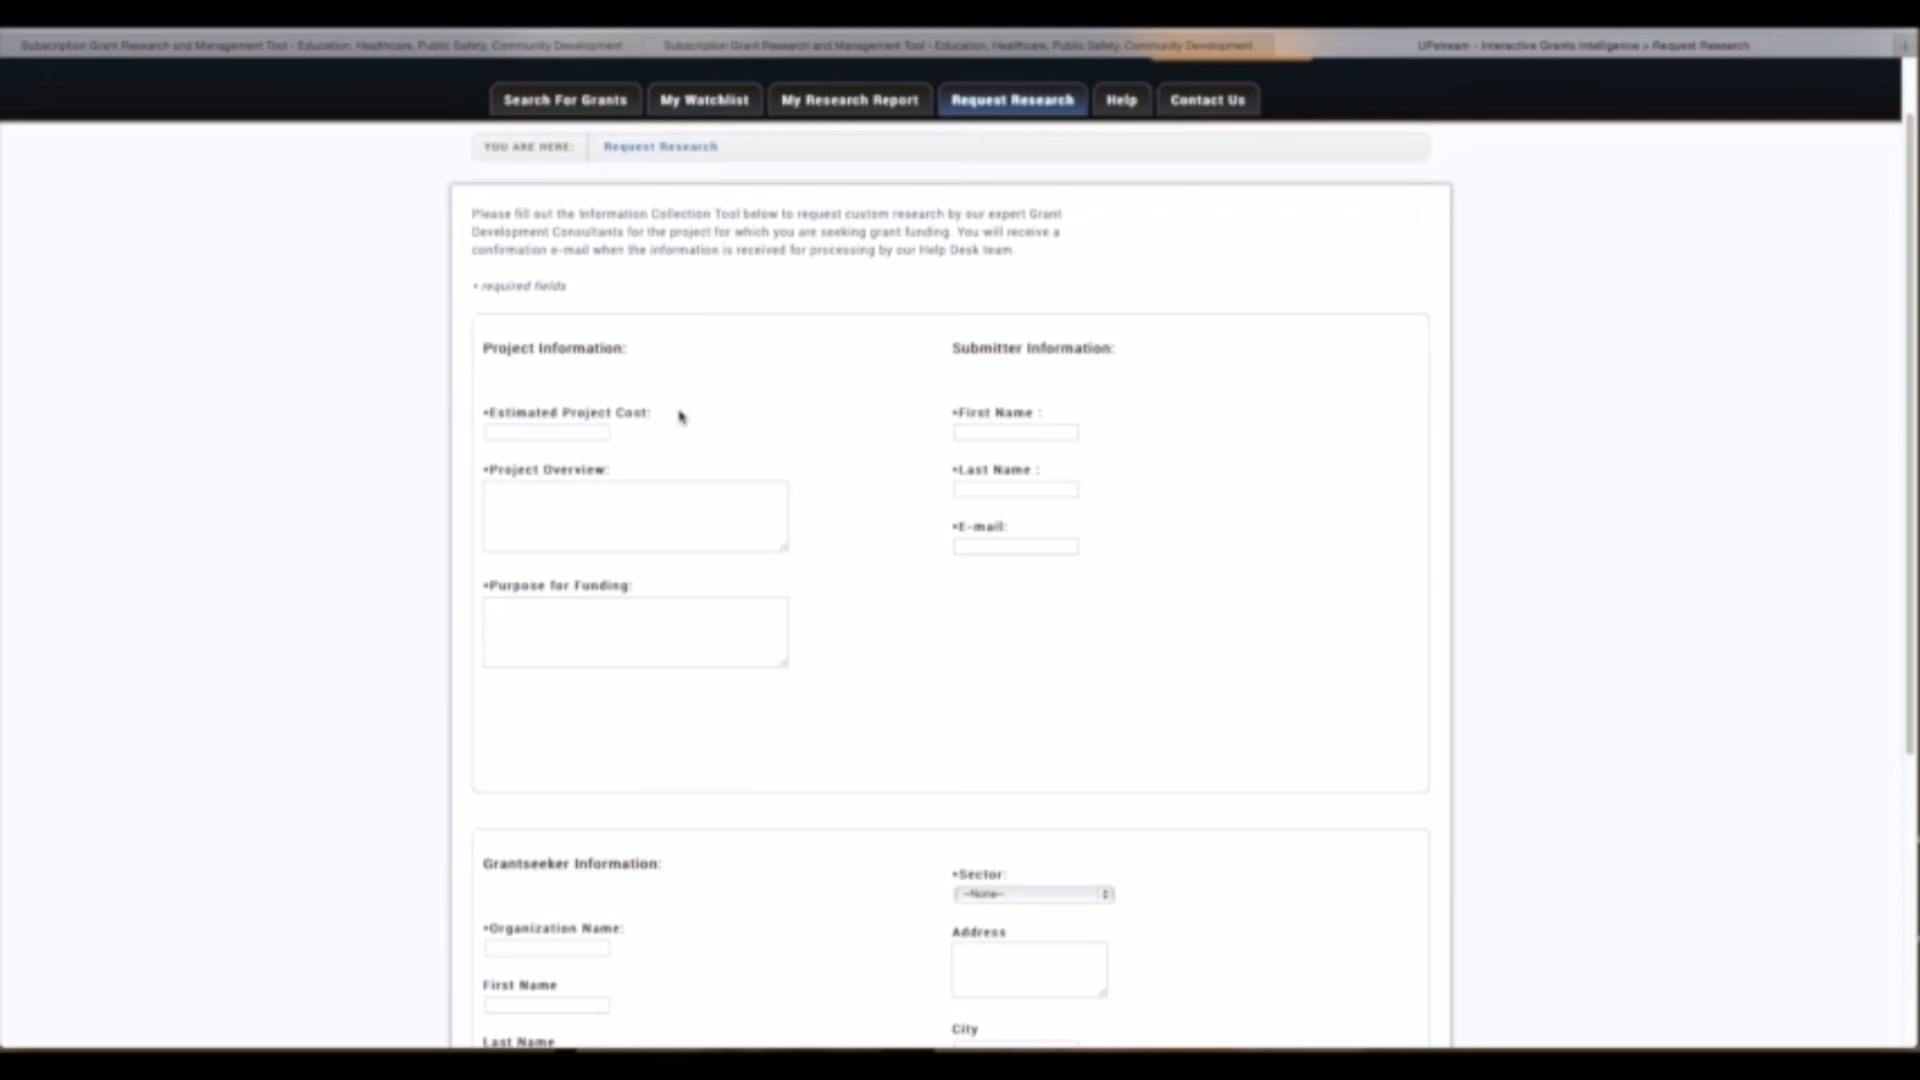 Subscription Grant Research and Management Tool - Education, Healthcare, Public Safety, Community Development
Subscription Grant Research and Management Tool - Education, Healthcare, Public Safety, Community Development
UPstream - Interactive Grants Intelligence > Request Research
Search For Grants
My Watchlist
My Research Report
Request Research
Help
Contact Us
YOU ARE HERE:
Request Research
Please fill out the Information Collection Tool below to request custom research by our expert Grant
Development Consultants for the project for which you are seeking grant funding. You will receive a
confirmation e-mail when the information is received for processing by our Help Desk team.
* required fields
Project Information:
Submitter Information:
*Estimated Project Cost:
*First Name :
*Project Overview:
*Last Name :
*E-mail:
*Purpose for Funding:
Grantseeker Information:
*Sector:
--None--
*Organization Name:
Address
First Name
City
Last Name